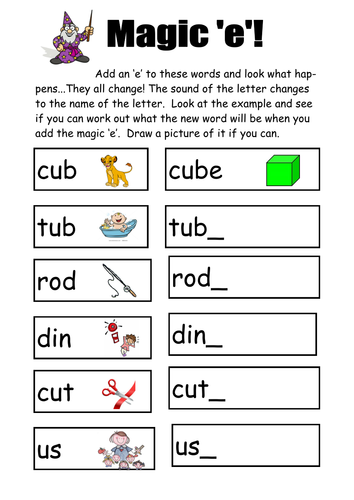 Magic 'e'!
Add an 'e' to these words and look what hap-
pens...They all change! The sound of the letter changes
to the name of the letter.  Look at the example and see
if you can work out what the new word will be when you
add the magic 'e'.  Draw a picture of it if you can.
cub cube
tub tub_
rod rod_
din din_
cut cut_
us us_